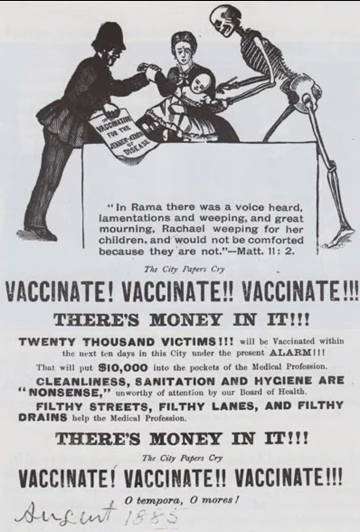 VACCINATION
FOR THE
JENNER-ATION
OF
DISEASE
"In Rama there was a voice heard,
lamentations and weeping, and great
mourning, Rachael weeping for her
children, and would not be comforted
because they are not."—Matt. 11: 2.
The City Papers Cry
VACCINATE! VACCINATE!! VACCINATE!!!
THERE'S MONEY IN IT!!!
TWENTY THOUSAND VICTIMS!!! will be Vaccinated within
the next ten days in this City under the present ALARM!!!
That will put $10,000 into the pockets of the Medical Profession.
CLEANLINESS, SANITATION AND HYGIENE ARE
"NONSENSE," unworthy of attention by our Board of Health.
FILTHY STREETS, FILTHY LANES, AND FILTHY
DRAINS help the Medical Profession.
THERE'S MONEY IN IT!!!
The City Papers Cry
VACCINATE! VACCINATE!! VACCINATE!!!
O tempora, O mores!
August 1885